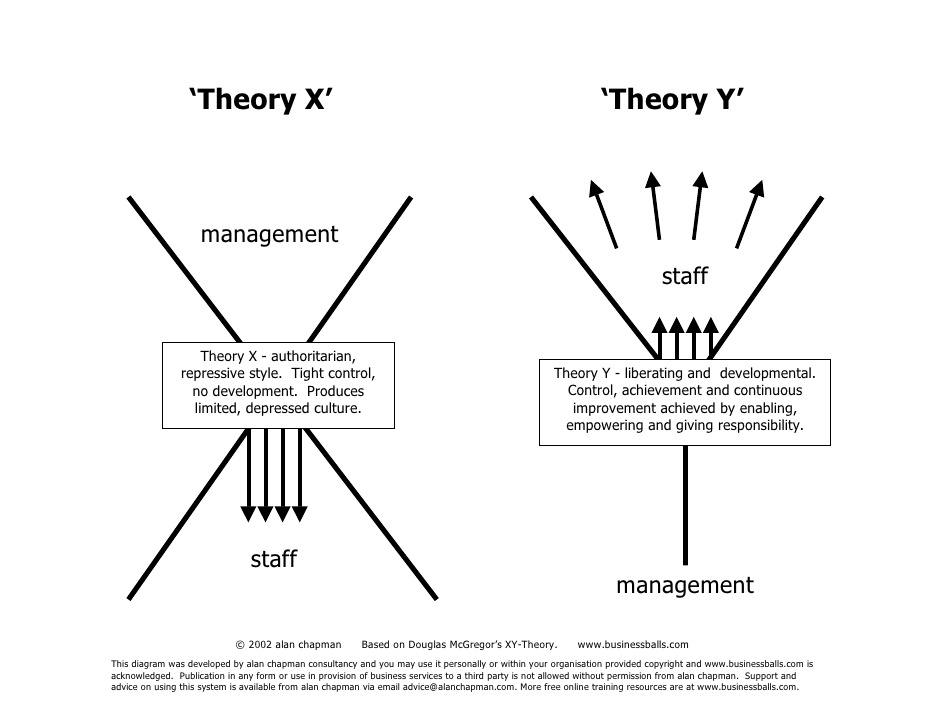 ‘Theory X’
‘Theory Y’
management
staff
Theory X - authoritarian,
repressive style.  Tight control,
no development.  Produces
limited, depressed culture.
Theory Y - liberating and  developmental.
Control, achievement and continuous
improvement achieved by enabling,
empowering and giving responsibility.
staff
management
© 2002 alan chapman      Based on Douglas McGregor’s XY-Theory.      www.businessballs.com
This diagram was developed by alan chapman consultancy and you may use it personally or within your organisation provided copyright and www.businessballs.com is
acknowledged.  Publication in any form or use in provision of business services to a third party is not allowed without permission from alan chapman.  Support and
advice on using this system is available from alan chapman via email advice@alanchapman.com. More free online training resources are at www.businessballs.com.